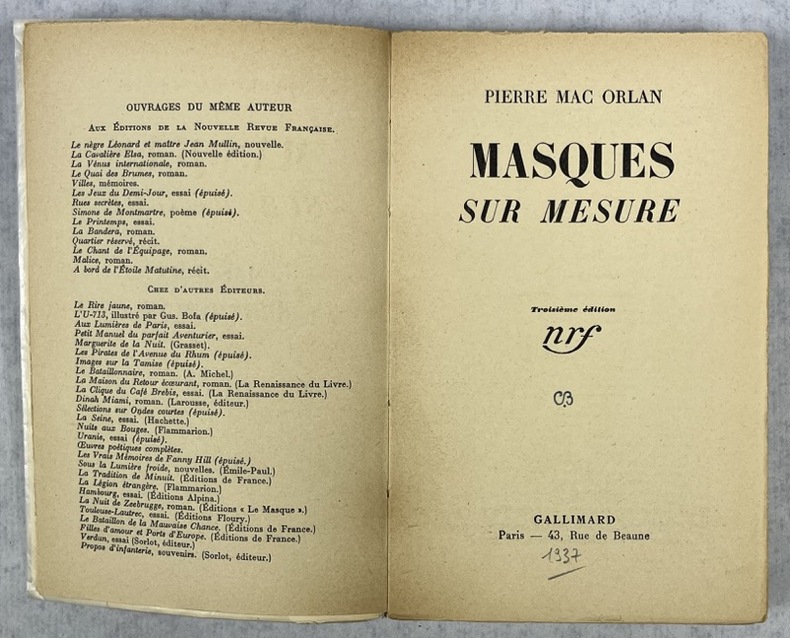 OUVRAGES DU MÊME AUTEUR
AUX ÉDITIONS DE LA NOUVELLE REVUE FRANÇAISE.
Le nègre Léonard et maître Jean Mullin, nouvelle.
La Cavalière Elsa, roman. (Nouvelle édition.)
La Vénus internationale, roman.
Le Quai des Brumes, roman.
Villes, mémoires.
Les Jeux du Demi-Jour, essai (épuisé).
Rues secrètes, essai.
Simone de Montmartre, poème (épuisé).
Le Printemps, essai.
La Bandera, roman.
Quartier réservé, récit.
Le Chant de l'Équipage, roman.
Malice, roman.
A bord de l'Étoile Matutine, récit.
CHEZ D'AUTRES ÉDITEURS.
Le Rire jaune, roman.
L'U-713, illustré par Gus. Bofa (épuisé).
Aux Lumières de Paris, essai.
Petit Manuel du parfait Aventurier, essai.
Marguerite de la Nuit. (Grasset).
Les Pirates de l'Avenue du Rhum (épuisé).
Images sur la Tamise (épuisé).
Le Bataillonnaire, roman. (A. Michel.)
La Maison du Retour écœurant, roman. (La Renaissance du Livre.)
La Clique du Café Brebis, essai. (La Renaissance du Livre.)
Dinah Miami, roman. (Larousse, éditeur.)
Sélections sur Ondes courtes (épuisé).
La Seine, essai. (Hachette.)
Nuits aux Bouges. (Flammarion.)
Uranie, essai (épuisé).
Œuvres poétiques complètes.
Les Vrais Mémoires de Fanny Hill (épuisé.)
Sous la Lumière froide, nouvelles. (Émile-Paul.)
La Tradition de Minuit. (Éditions de France.)
La Légion étrangère. (Flammarion.)
Hambourg, essai. (Éditions Alpina.)
La Nuit de Zeebrugge, roman. (Éditions « Le Masque ».)
Toulouse-Lautrec, essai. (Éditions Floury.)
Le Bataillon de la Mauvaise Chance. (Éditions de France.)
Filles d'amour et Ports d'Europe. (Éditions de France.)
Verdun, essai (Sorlot, éditeur.)
Propos d'infanterie, souvenirs. (Sorlot, éditeur.)
PIERRE MAC ORLAN
MASQUES
SUR MESURE
Troisième édition
nrf
GALLIMARD
Paris — 43, Rue de Beaune
1937